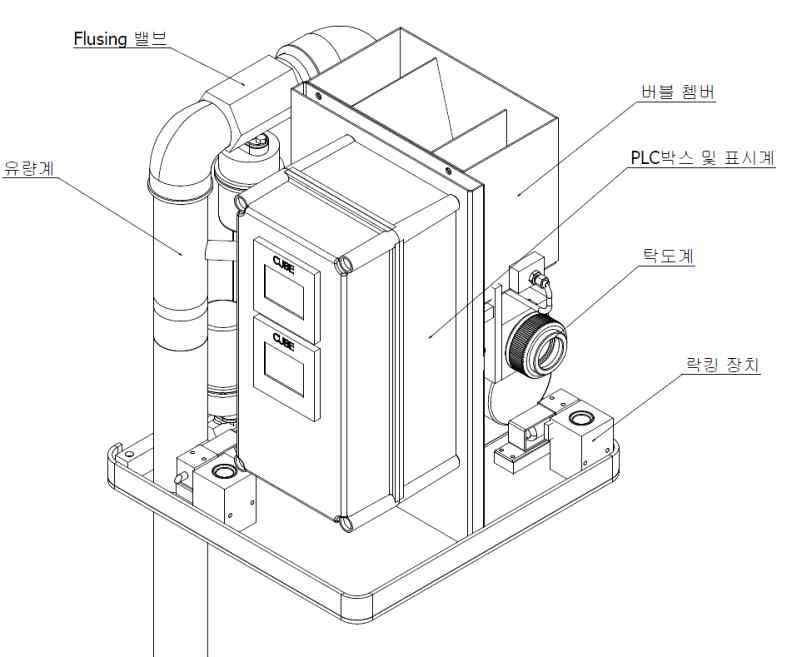 Flusing 밸브
버블 쳄버
PLC박스 및 표시계
유량계
탁도계
CUBE
CUBE
락킹 장치